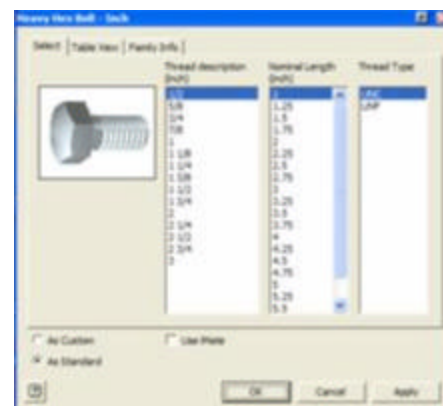 Heavy Hex Bolt - Inch
Select | Table View | Family Info |
Thread description (inch)
1/2
5/8
3/4
7/8
1
1 1/8
1 1/4
1 3/8
1 1/2
1 3/4
2
2 1/4
2 1/2
2 3/4
3
Nominal Length (inch)
1
1.25
1.5
1.75
2
2.25
2.5
2.75
3
3.25
3.5
3.75
4
4.25
4.5
4.75
5
5.25
5.5
Thread Type
UNC
UNF
As Custom
Use iMate
As Standard
OK
Cancel
Apply